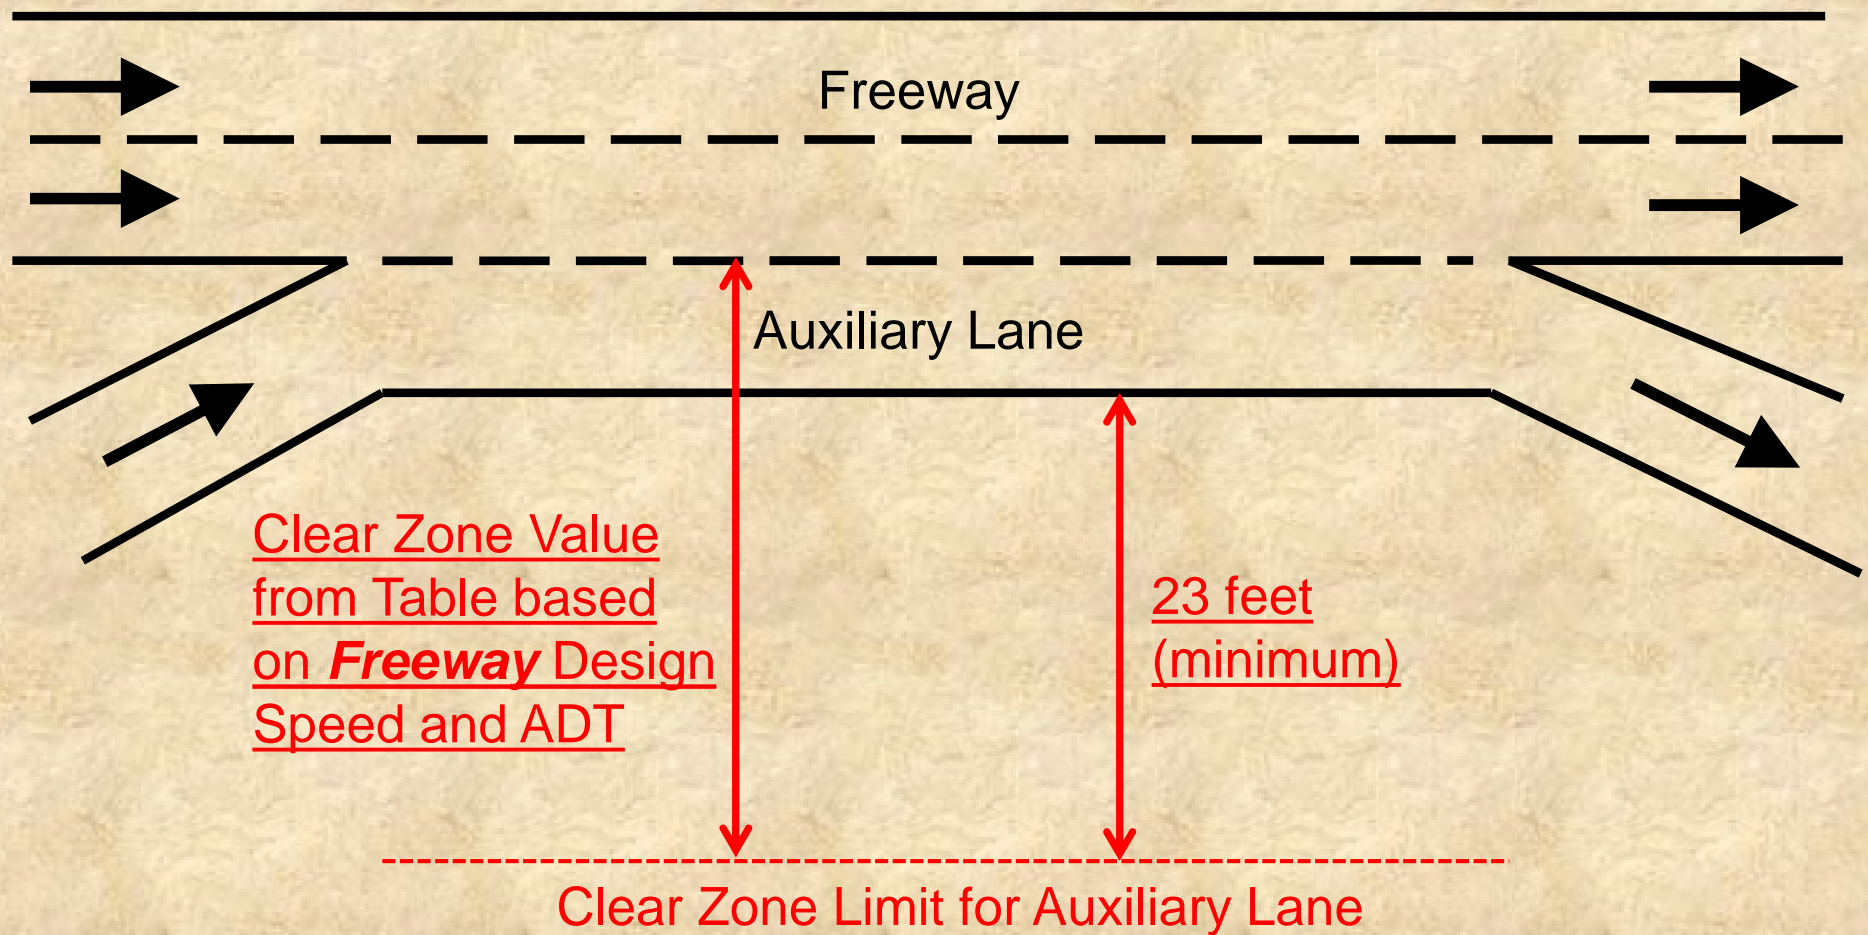 Freeway
Auxiliary Lane
Clear Zone Value
from Table based
on Freeway Design
Speed and ADT
23 feet
(minimum)
Clear Zone Limit for Auxiliary Lane